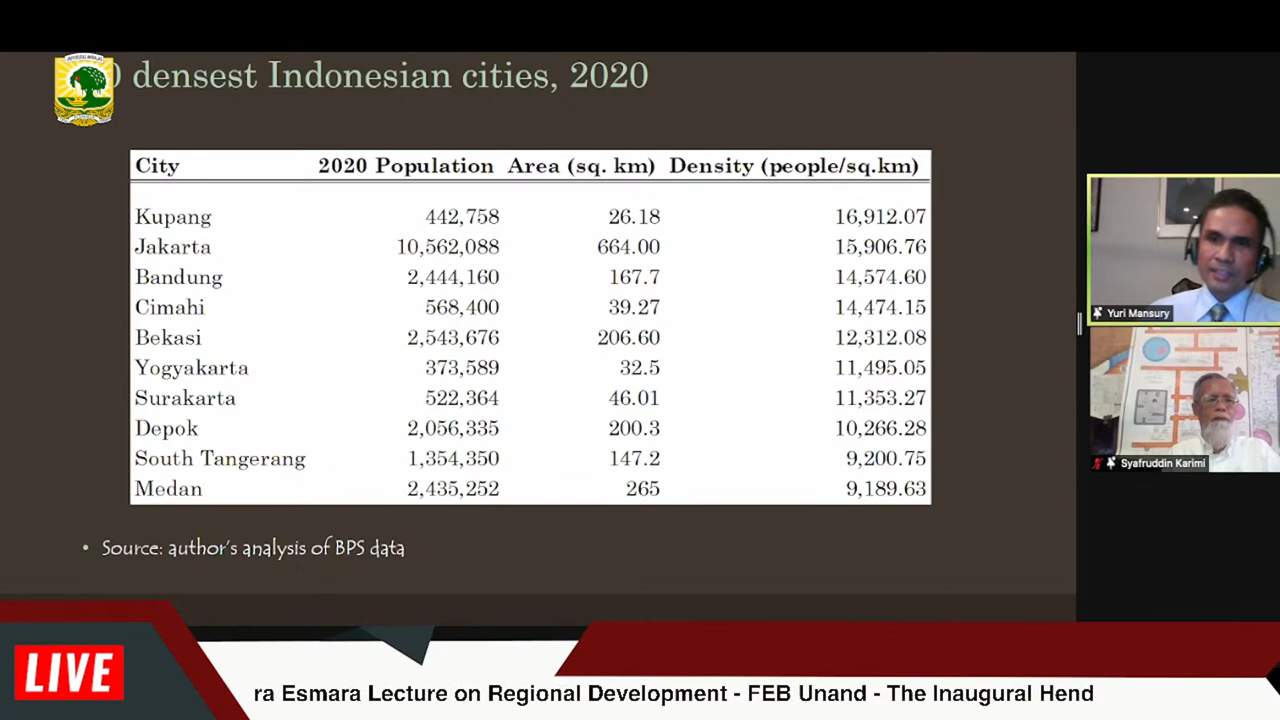 0 densest Indonesian cities, 2020
City 2020 Population Area (sq. km) Density (people/sq.km)
Kupang 442,758 26.18 16,912.07
Jakarta 10,562,088 664.00 15,906.76
Bandung 2,444,160 167.7 14,574.60
Cimahi 568,400 39.27 14,474.15
Bekasi 2,543,676 206.60 12,312.08
Yogyakarta 373,589 32.5 11,495.05
Surakarta 522,364 46.01 11,353.27
Depok 2,056,335 200.3 10,266.28
South Tangerang 1,354,350 147.2 9,200.75
Medan 2,435,252 265 9,189.63
• Source: author's analysis of BPS data
Yuri Mansury
Syafruddin Karimi
LIVE
ra Esmara Lecture on Regional Development - FEB Unand - The Inaugural Hend